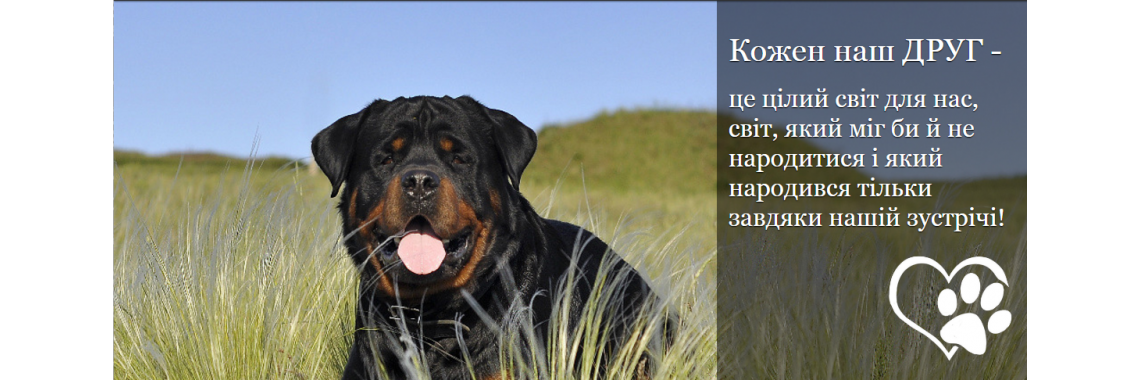 Кожен наш ДРУГ -
це цілий світ для нас,
світ, який міг би й не
народитися і який
народився тільки
завдяки нашій зустрічі!